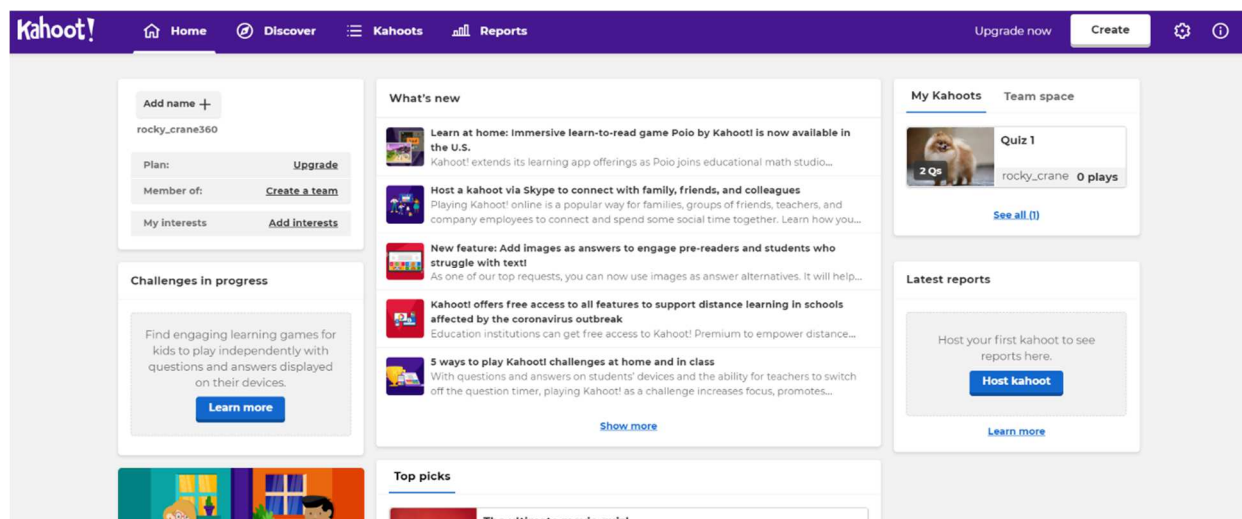 Kahoot!
Home
Discover
Kahoots
Reports
Upgrade now
Create
Add name +
rocky_crane360
Plan: Upgrade
Member of: Create a team
My interests Add interests
Challenges in progress
Find engaging learning games for
kids to play independently with
questions and answers displayed
on their devices.
Learn more
What's new
Learn at home: Immersive learn-to-read game Poio by Kahoot! is now available in
the U.S.
Kahoot! extends its learning app offerings as Poio joins educational math studio...
Host a kahoot via Skype to connect with family, friends, and colleagues
Playing Kahoot! online is a popular way for families, groups of friends, teachers, and
company employees to connect and spend some social time together. Learn how you...
New feature: Add images as answers to engage pre-readers and students who
struggle with text!
As one of our top requests, you can now use images as answer alternatives. It will help...
Kahoot! offers free access to all features to support distance learning in schools
affected by the coronavirus outbreak
Education institutions can get free access to Kahoot! Premium to empower distance...
5 ways to play Kahoot! challenges at home and in class
With questions and answers on students' devices and the ability for teachers to switch
off the question timer, playing Kahoot! as a challenge increases focus, promotes...
Show more
Top picks
My Kahoots
Team space
Quiz 1
2 Qs
rocky_crane 0 plays
See all (1)
Latest reports
Host your first kahoot to see
reports here.
Host kahoot
Learn more